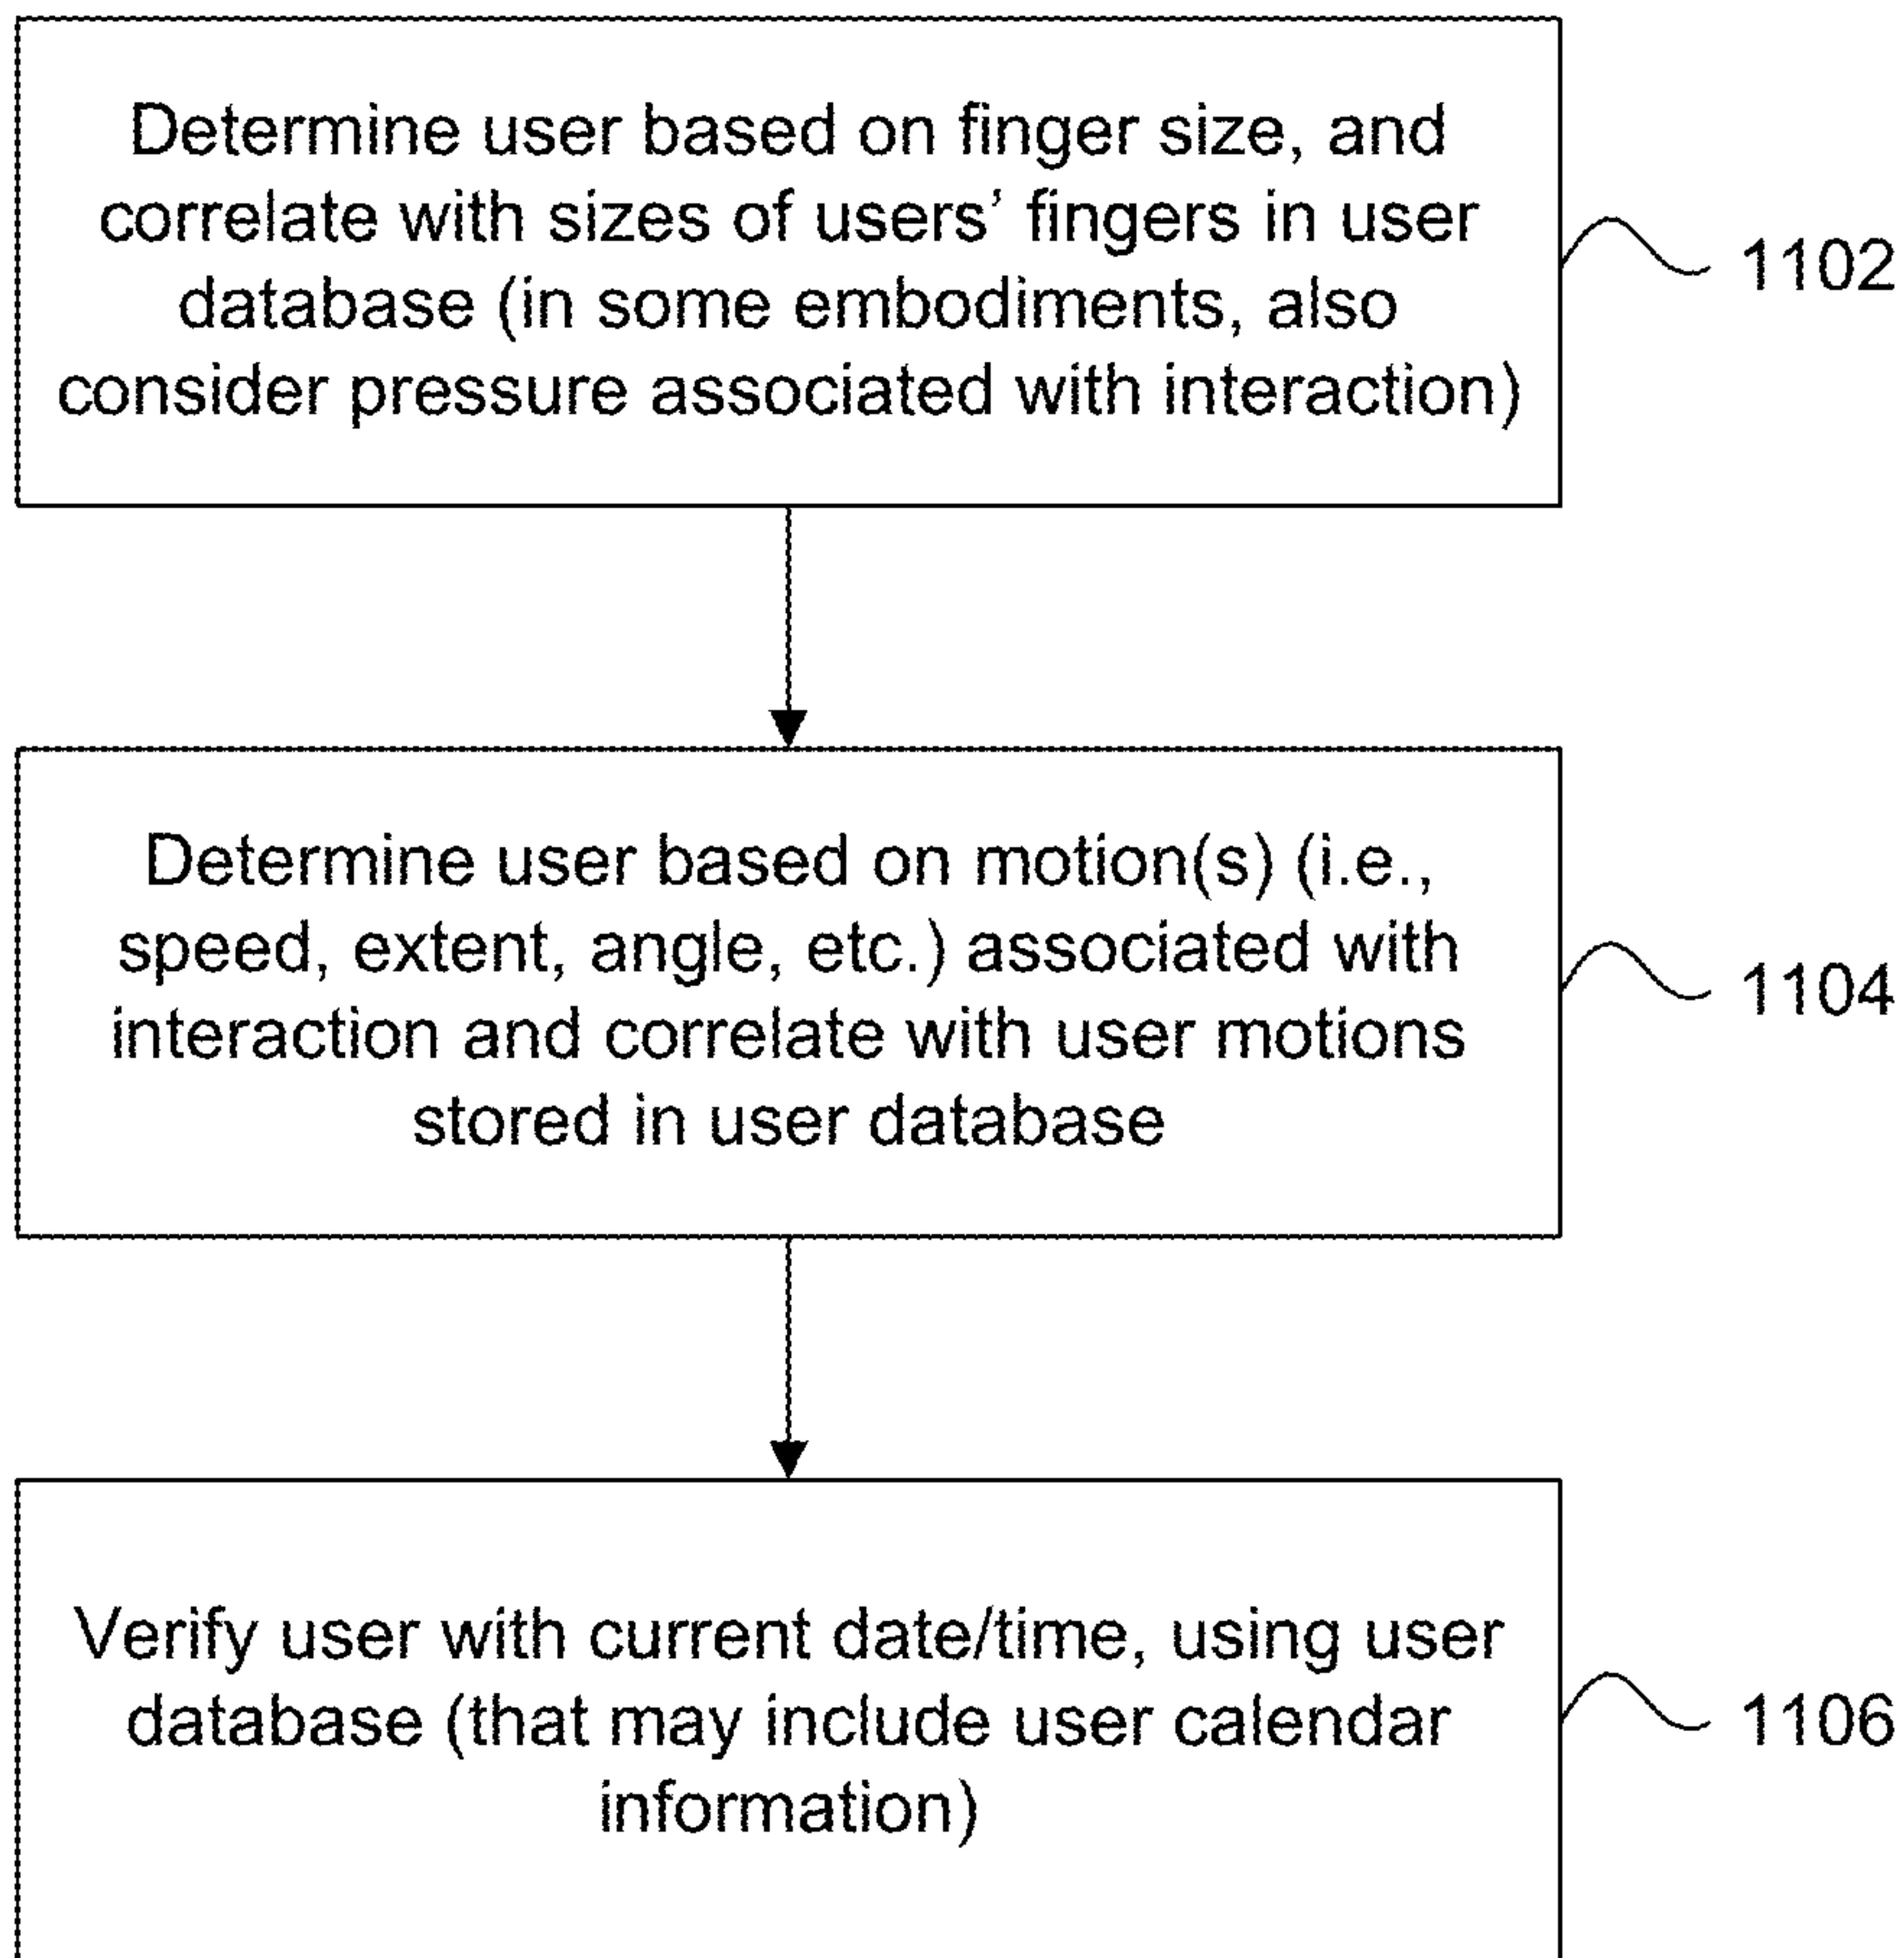 Determine user based on finger size, and
correlate with sizes of users’ fingers in user
database (in some embodiments, also
consider pressure associated with interaction)
1102
Determine user based on motion(s) (i.e.,
speed, extent, angle, etc.) associated with
interaction and correlate with user motions
stored in user database
1104
Verify user with current date/time, using user
database (that may include user calendar
information)
1106